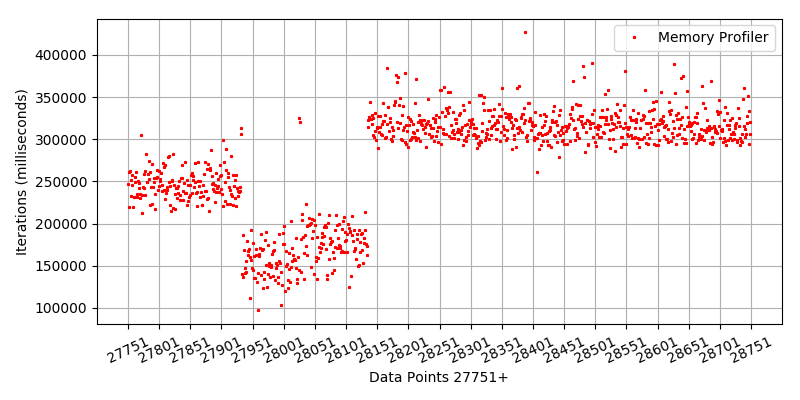 Memory Profiler
Iterations (milliseconds)
400000
350000
300000
250000
200000
150000
100000
27751 27801 27851 27901 27951 28001 28051 28101 28151 28201 28251 28301 28351 28401 28451 28501 28551 28601 28651 28701 28751
Data Points 27751+